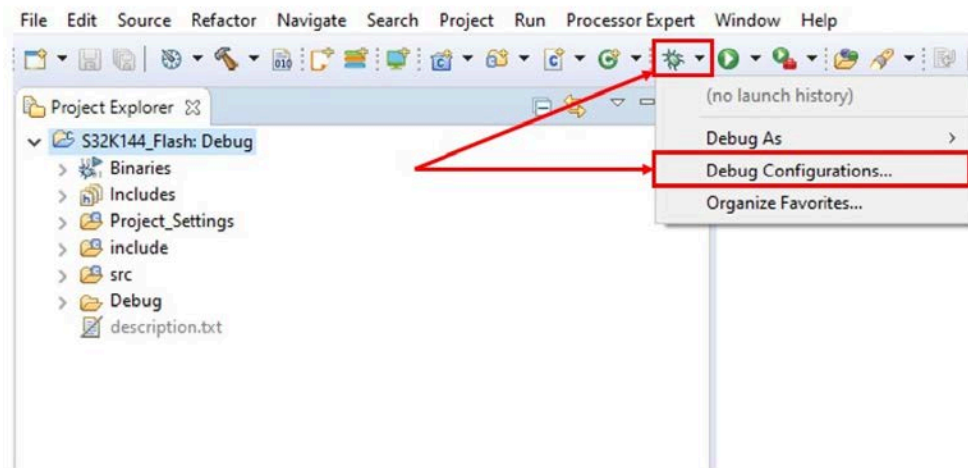 File Edit Source Refactor Navigate Search Project Run Processor Expert Window Help
010
Project Explorer
S32K144_Flash: Debug
Binaries
Includes
Project_Settings
include
src
Debug
description.txt
(no launch history)
Debug As
Debug Configurations...
Organize Favorites...